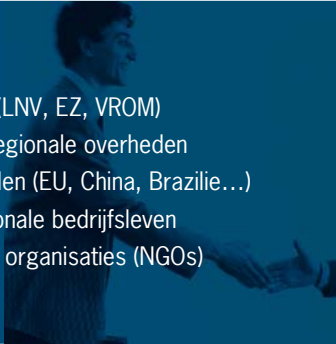 (LNV, EZ, VROM)
egionale overheden
den (EU, China, Brazilie…)
onale bedrijfsleven
organisaties (NGOs)